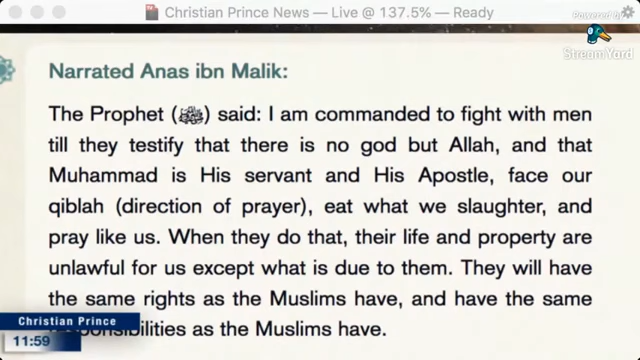 Christian Prince News — Live @ 137.5% — Ready
Powered by
StreamYard
Narrated Anas ibn Malik:
The Prophet (ﷺ) said: I am commanded to fight with men
till they testify that there is no god but Allah, and that
Muhammad is His servant and His Apostle, face our
qiblah (direction of prayer), eat what we slaughter, and
pray like us. When they do that, their life and property are
unlawful for us except what is due to them. They will have
the same rights as the Muslims have, and have the same
as the Muslims have.
Christian Prince
11:59